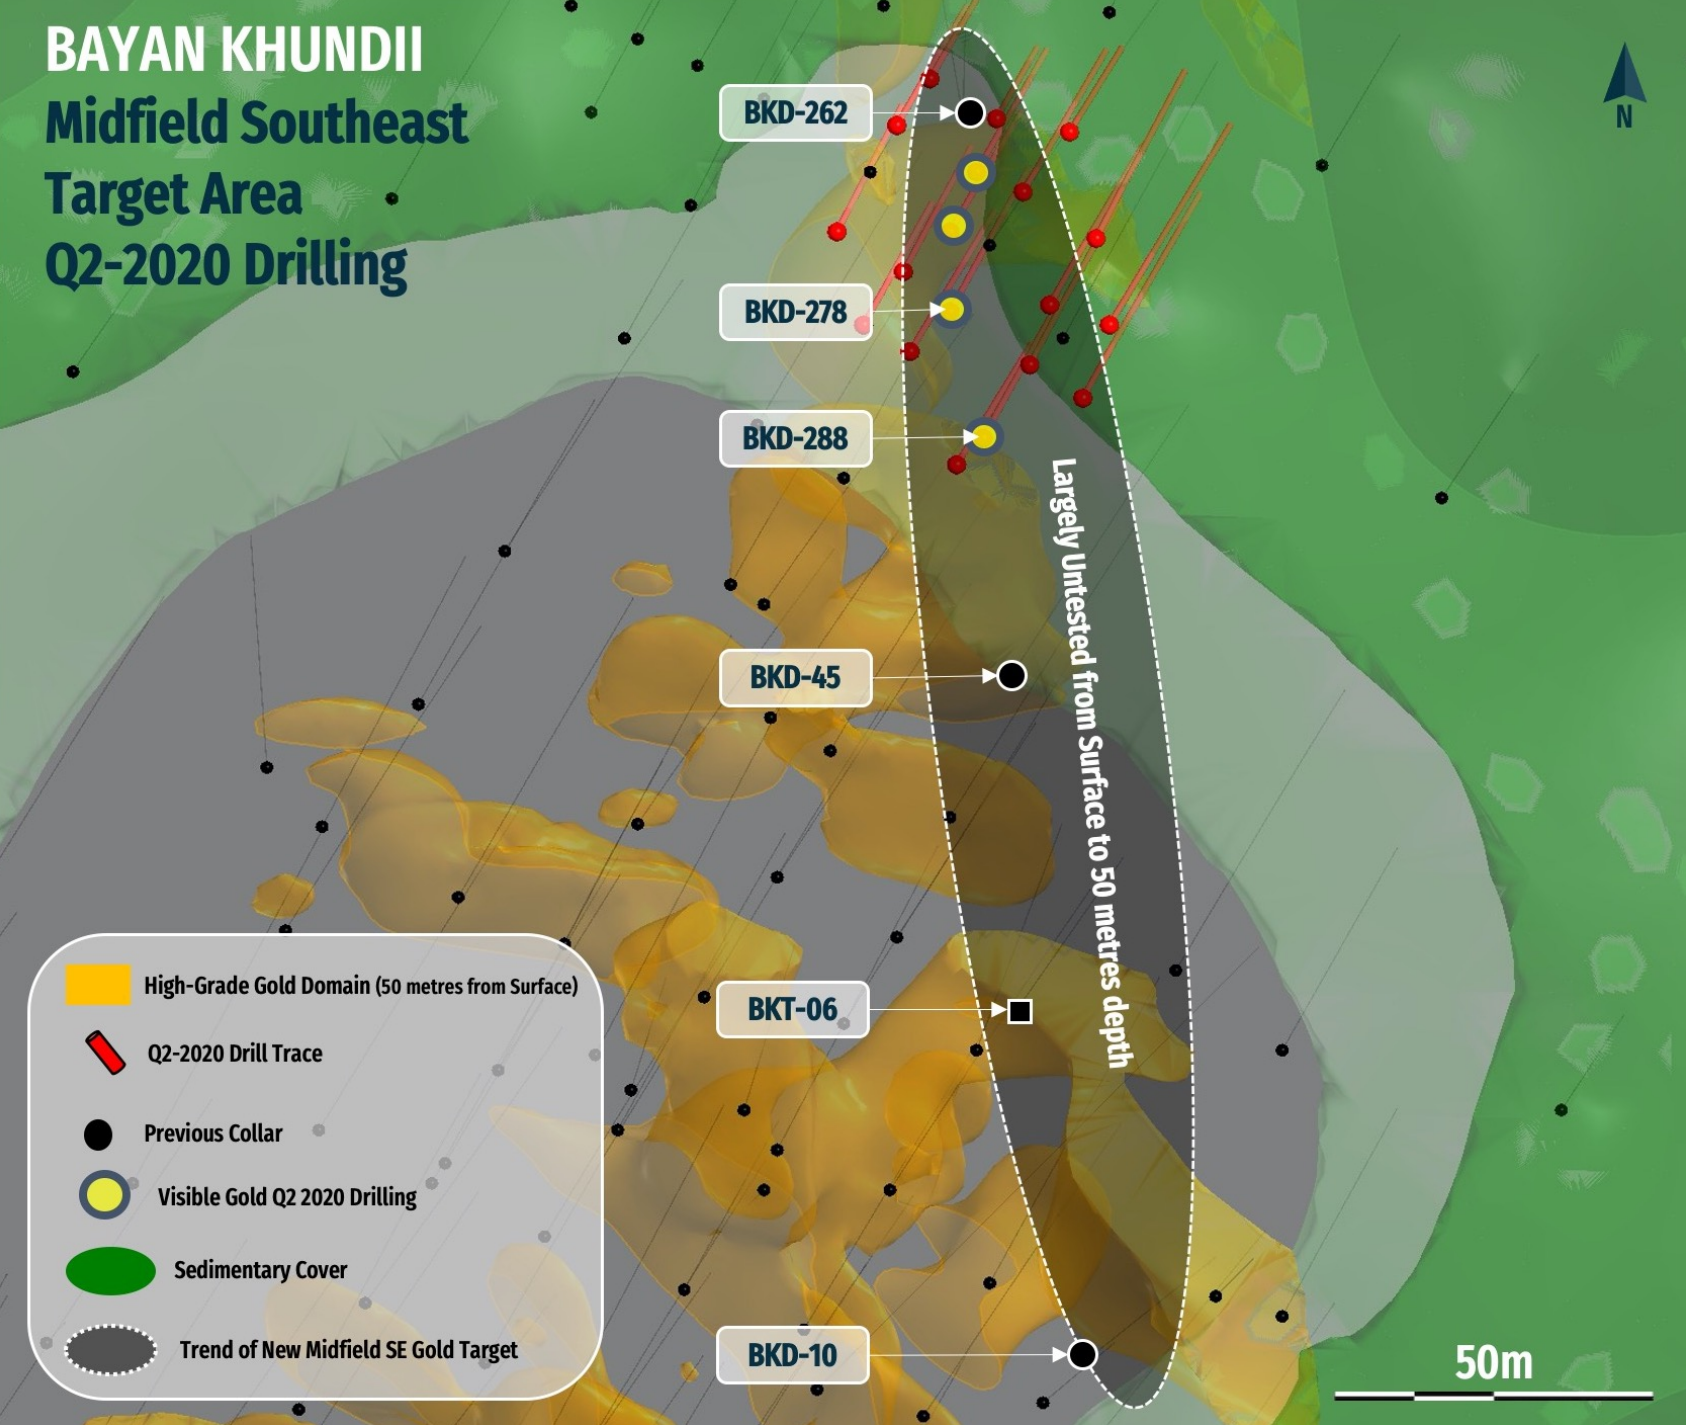 BAYAN KHUNDII
Midfield Southeast
Target Area
Q2-2020 Drilling
N
BKD-262
BKD-278
BKD-288
BKD-45
BKT-06
BKD-10
Largely Untested from Surface to 50 metres depth
High-Grade Gold Domain (50 metres from Surface)
Q2-2020 Drill Trace
Previous Collar
Visible Gold Q2 2020 Drilling
Sedimentary Cover
Trend of New Midfield SE Gold Target
50m